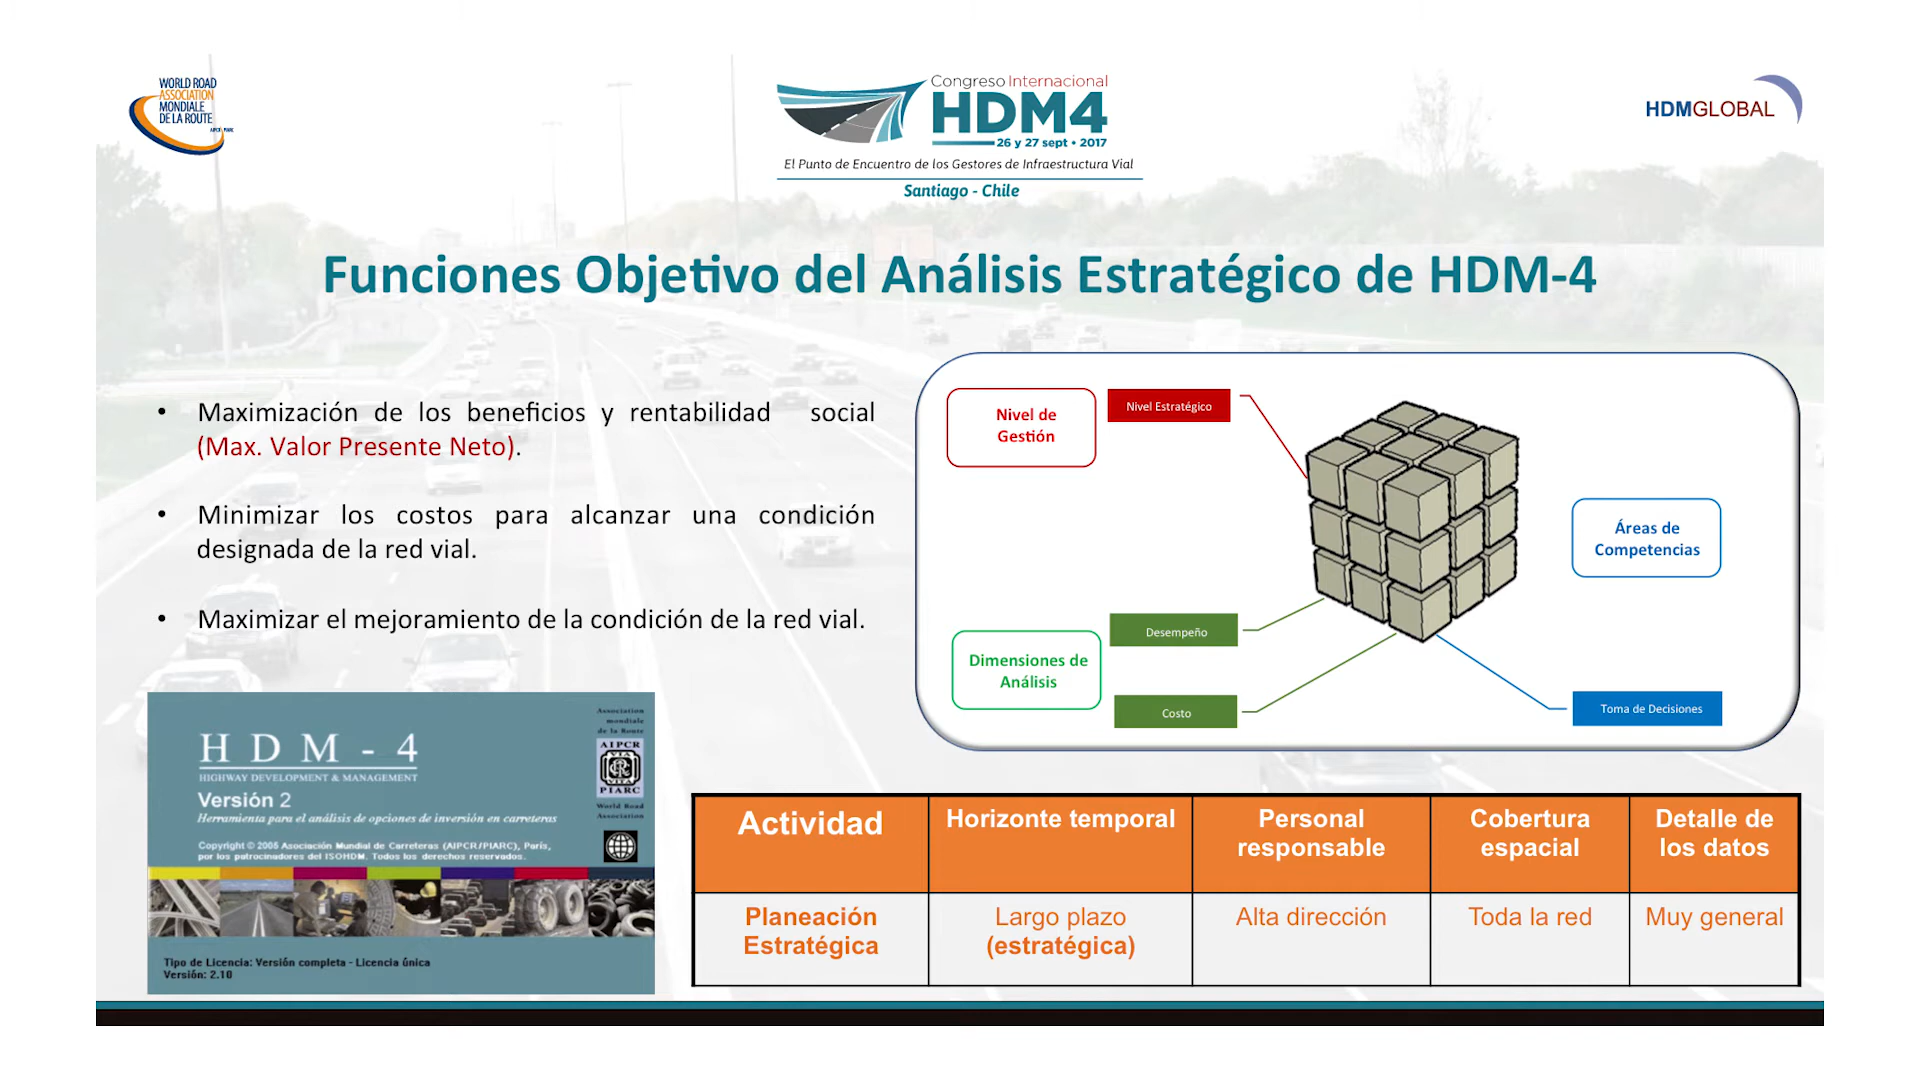 WORLD ROAD
ASSOCIATION
MONDIALE
DE LA ROUTE
AIPCR PIARC
Congreso Internacional
HDM4
26 y 27 sept • 2017
El Punto de Encuentro de los Gestores de Infraestructura Vial
Santiago - Chile
HDMGLOBAL
Funciones Objetivo del Análisis Estratégico de HDM-4
• Maximización de los beneficios y rentabilidad social
(Max. Valor Presente Neto).
• Minimizar los costos para alcanzar una condición
designada de la red vial.
• Maximizar el mejoramiento de la condición de la red vial.
Nivel de
Gestión
Nivel Estratégico
Áreas de
Competencias
Desempeño
Dimensiones de
Análisis
Costo
Toma de Decisiones
HDM-4
HIGHWAY DEVELOPMENT & MANAGEMENT
Versión 2
Herramienta para el análisis de opciones de inversión en carreteras
Copyright © 2005 Asociación Mundial de Carreteras (AIPCR/PIARC), París,
por los patrocinadores del ISOHDM. Todos los derechos reservados.
Association
mondiale
de la Route
AIPCR
VIA
VITA
PIARC
World Road
Association
Tipo de Licencia: Versión completa - Licencia única
Versión: 2.10
Actividad Horizonte temporal Personal responsable Cobertura espacial Detalle de los datos
Planeación Estratégica Largo plazo (estratégica) Alta dirección Toda la red Muy general